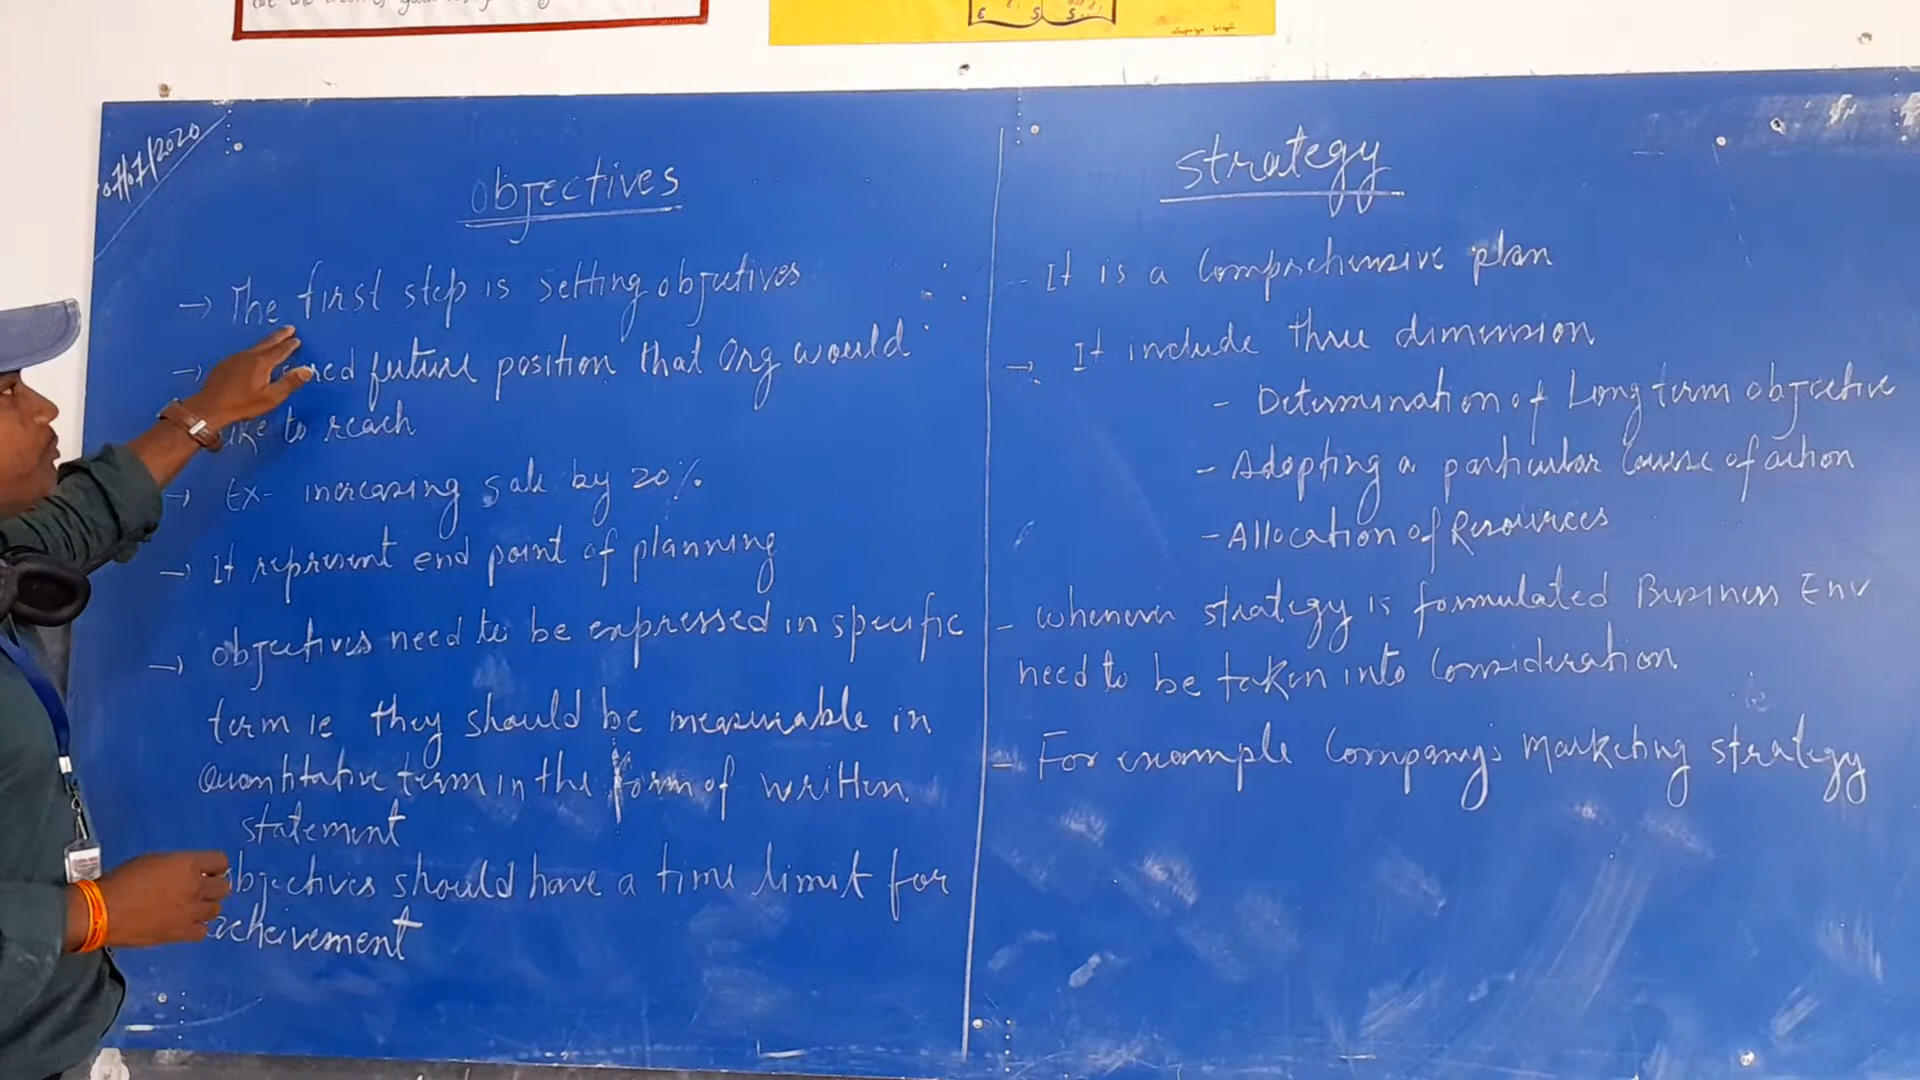 07/07/2020
Objectives
→ The first step is setting objectives
→ future position that Org would
like to reach
→ Ex- increasing sale by 20%.
→ It represent end point of planning
→ Objectives need to be expressed in specific
term ie they should be measurable in
Quantitative term in the form of written
statement
objectives should have a time limit for
acheivement
Strategy
- It is a Comprehensive plan
→ It include three dimension
- Determination of Long term objective
- Adopting a particular Course of action
- Allocation of Resources
- whenever strategy is formulated Business Env
need to be taken into Consideration.
- For example Company's Marketing strategy